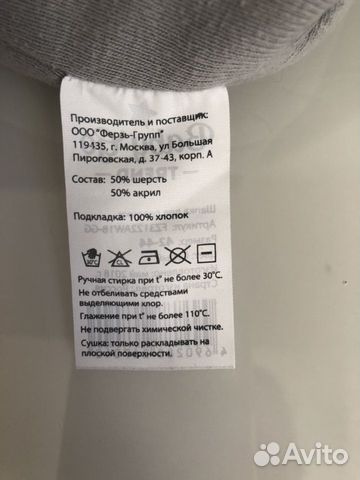 Производитель и поставщик:
ООО "Ферзь-Групп"
119435, г. Москва, ул Большая
Пироговская, д. 37-43, корп. А
Состав: 50% шерсть
50% акрил
Подкладка: 100% хлопок
30°C
CL
Ручная стирка при t° не более 30°C.
Не отбеливать средствами
выделяющими хлор.
Глажение при t° не более 110°C.
Не подвергать химической чистке.
Сушка: только раскладывать на
плоской поверхности.
Avito